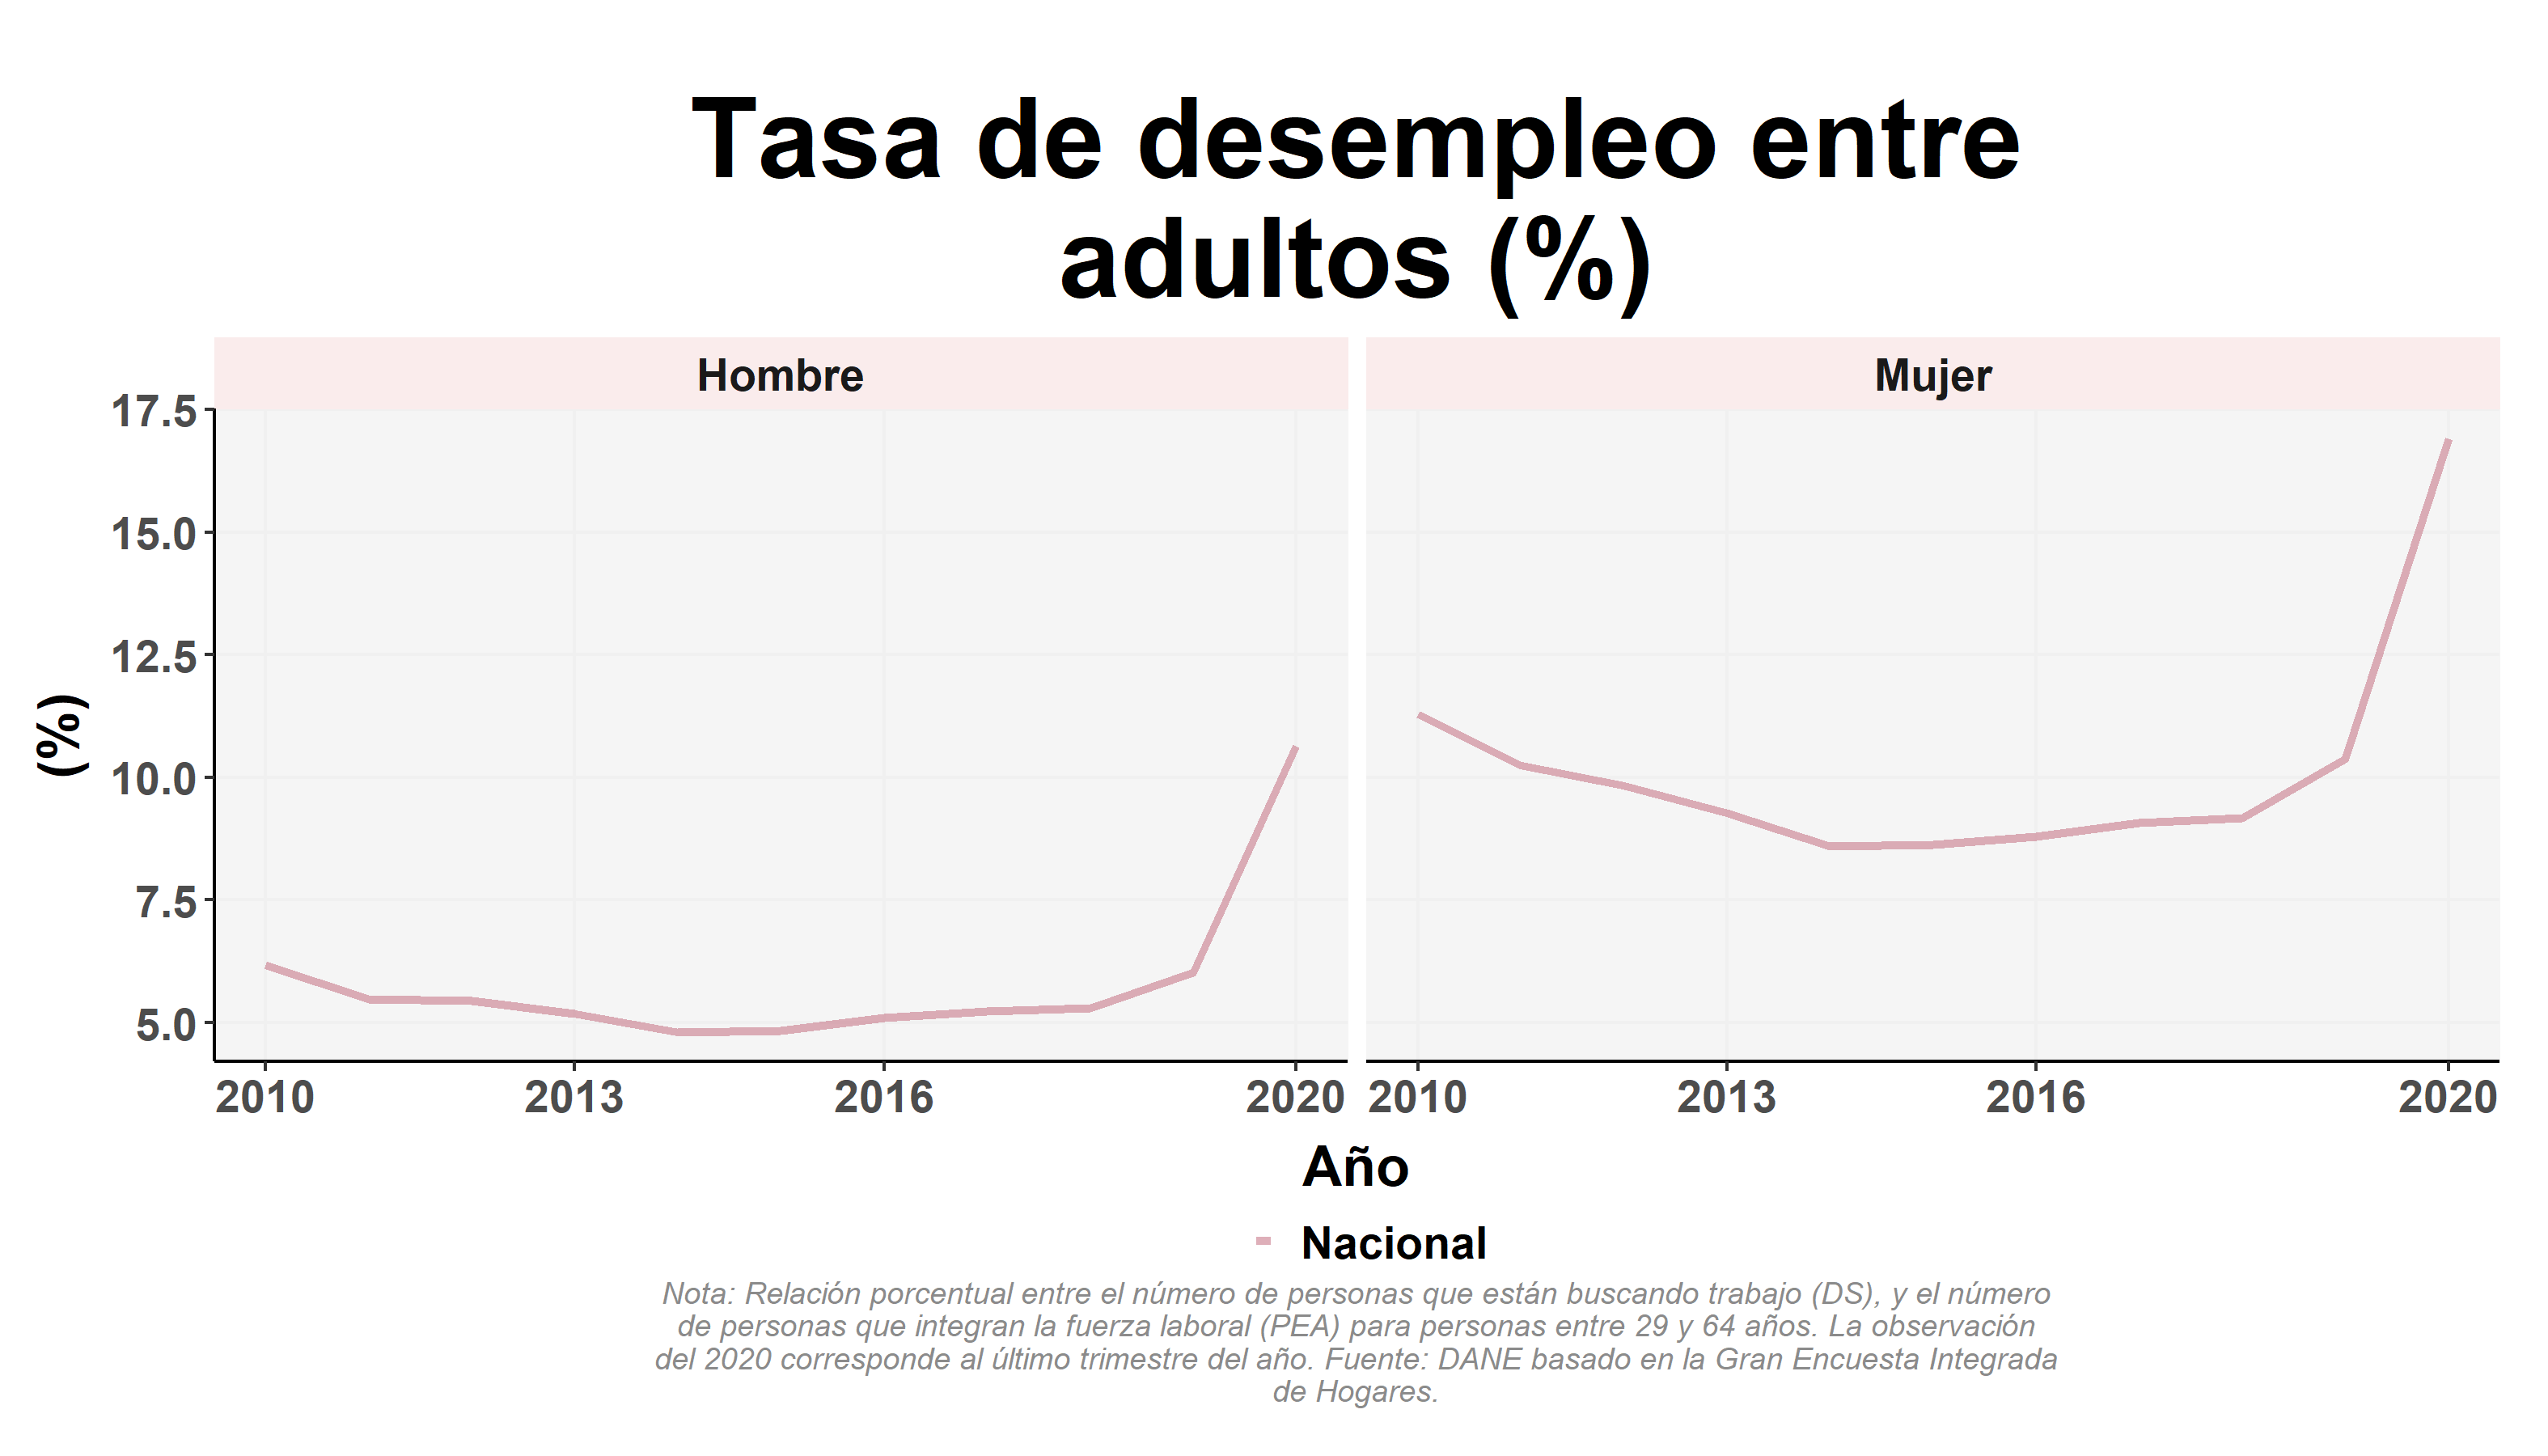 Tasa de desempleo entre
adultos (%)
Hombre
Mujer
17.5
15.0
12.5
10.0
7.5
5.0
(%)
2010
2013
2016
2020
2010
2013
2016
2020
Año
Nacional
Nota: Relación porcentual entre el número de personas que están buscando trabajo (DS), y el número
de personas que integran la fuerza laboral (PEA) para personas entre 29 y 64 años. La observación
del 2020 corresponde al último trimestre del año. Fuente: DANE basado en la Gran Encuesta Integrada
de Hogares.